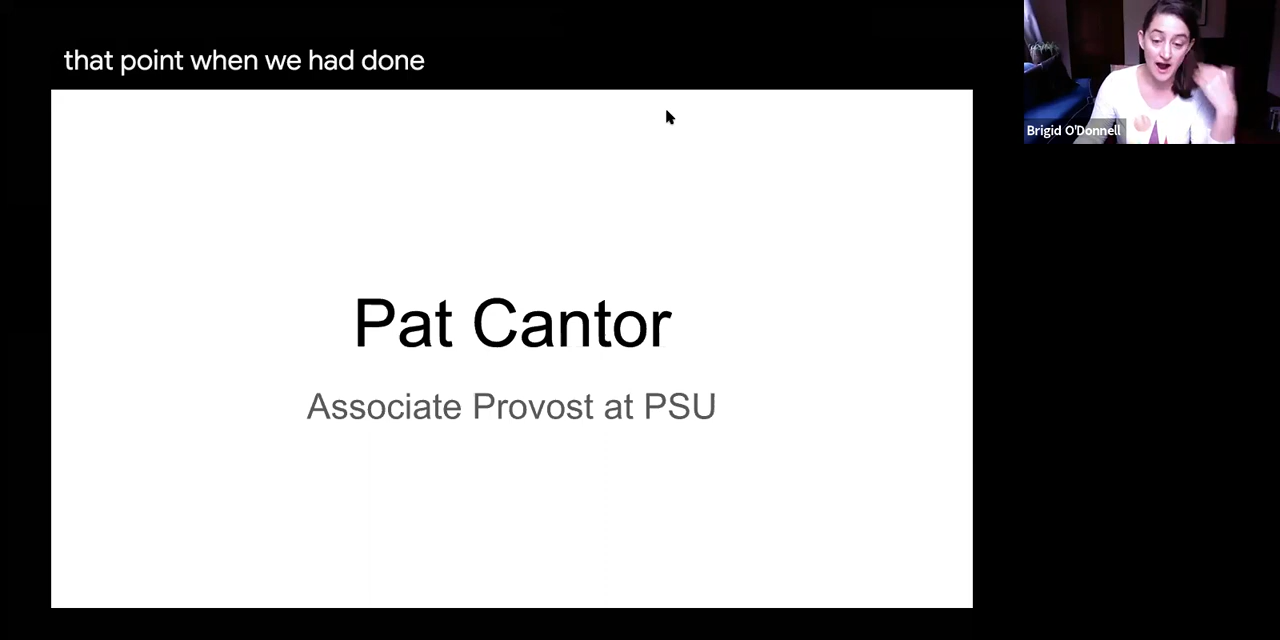 that point when we had done
Brigid O'Donnell
Pat Cantor
Associate Provost at PSU